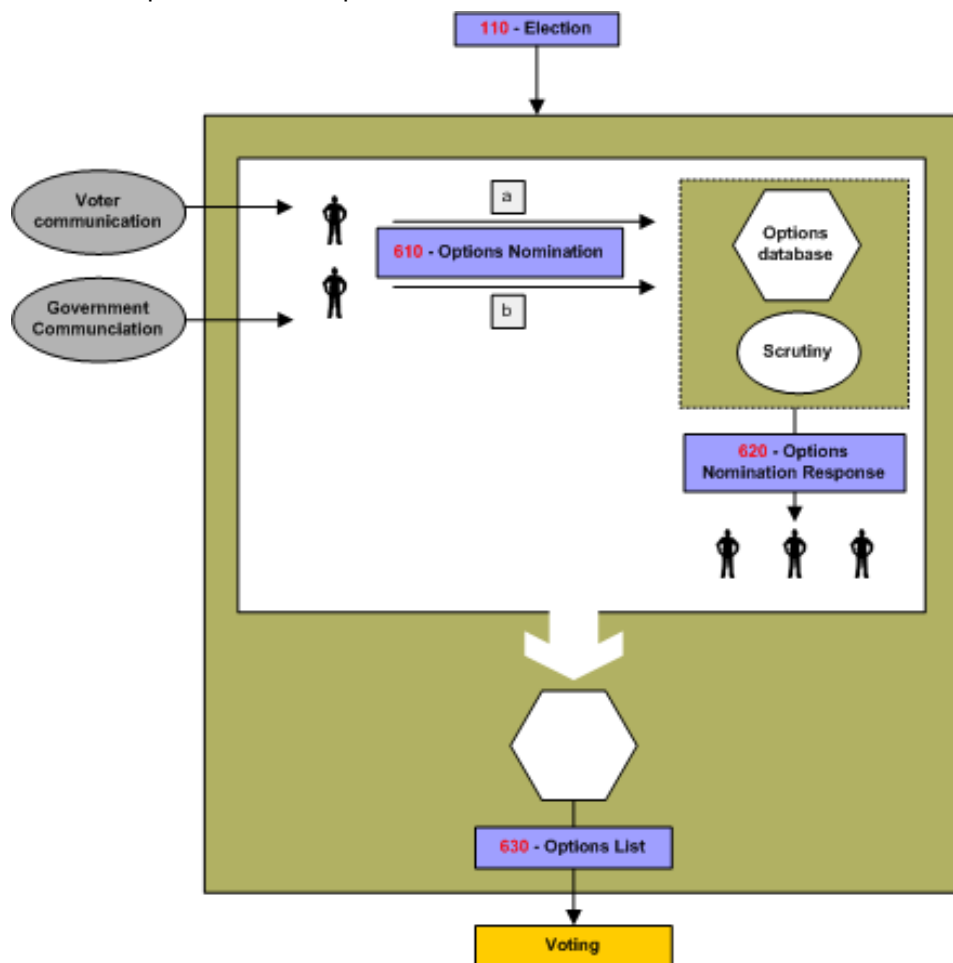 110 - Election
Voter
communication
Government
Communciation
a
610 - Options Nomination
b
Options
database
Scrutiny
620 - Options
Nomination Response
630 - Options List
Voting